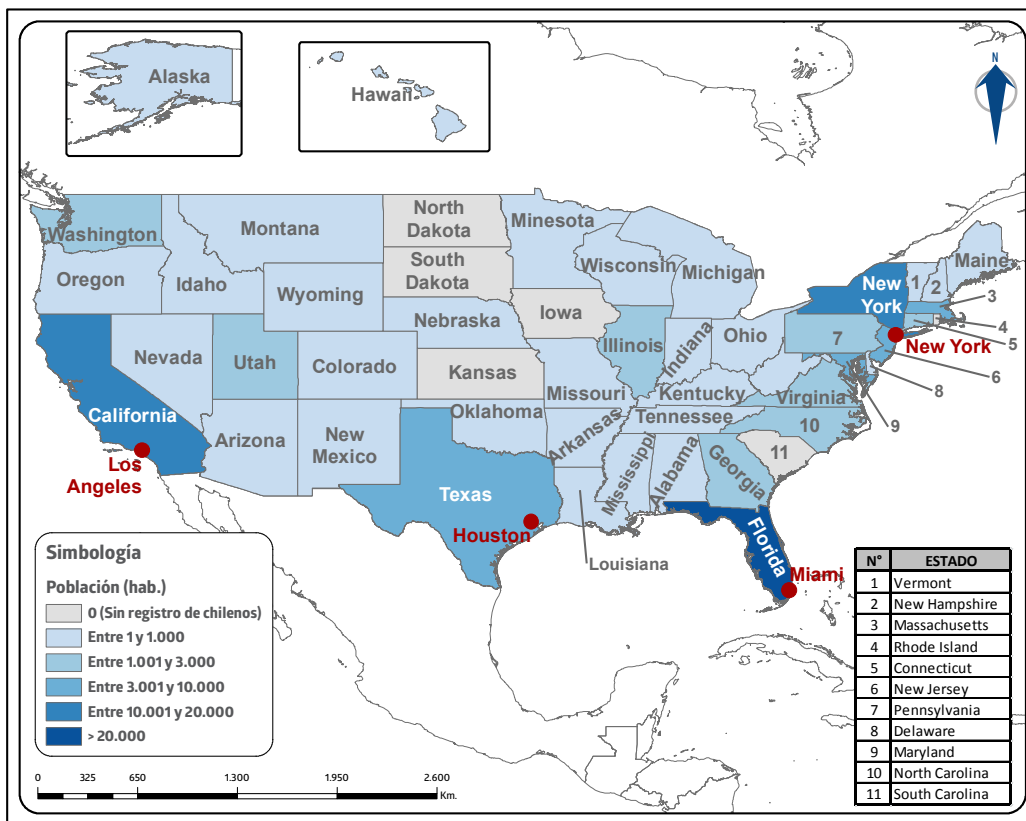 Alaska
Hawaii
N
Washington
Montana
North
Dakota
Minesota
Oregon
Idaho
South
Dakota
Wisconsin
Michigan
Maine
Wyoming
New
York
1
2
3
Nebraska
Iowa
4
Nevada
Utah
Colorado
Illinois
Indiana
Ohio
7
New York
5
Kansas
Missouri
Kentucky
Virginia
8
6
California
Oklahoma
Tennessee
10
9
Arizona
New
Mexico
Arkansas
11
Los
Angeles
Texas
Mississippi
Alabama
Georgia
Houston
Florida
Louisiana
Miami
Simbología
Población (hab.)
0 (Sin registro de chilenos)
Entre 1 y 1.000
Entre 1.001 y 3.000
Entre 3.001 y 10.000
Entre 10.001 y 20.000
> 20.000
0 325 650 1.300 1.950 2.600
Km.
N° ESTADO
1 Vermont
2 New Hampshire
3 Massachusetts
4 Rhode Island
5 Connecticut
6 New Jersey
7 Pennsylvania
8 Delaware
9 Maryland
10 North Carolina
11 South Carolina